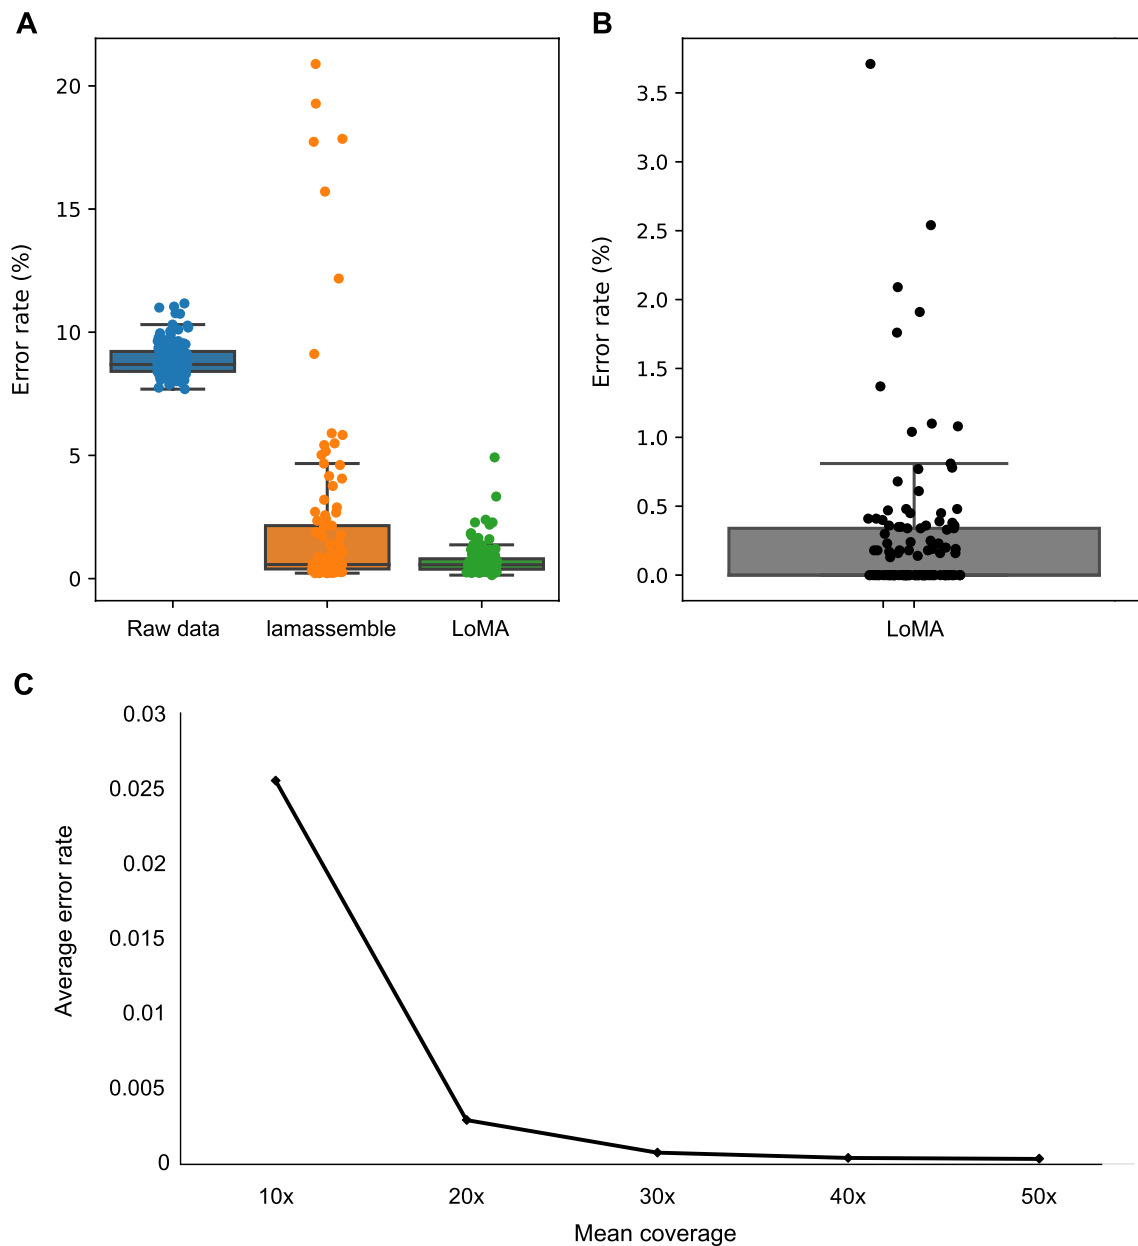 A
B
20
15
10
5
0
Error rate (%)
Raw data
lamassemble
LoMA
3.5
3.0
2.5
2.0
1.5
1.0
0.5
0.0
Error rate (%)
LoMA
C
0.03
0.025
0.02
0.015
0.01
0.005
0
Average error rate
10x
20x
30x
40x
50x
Mean coverage